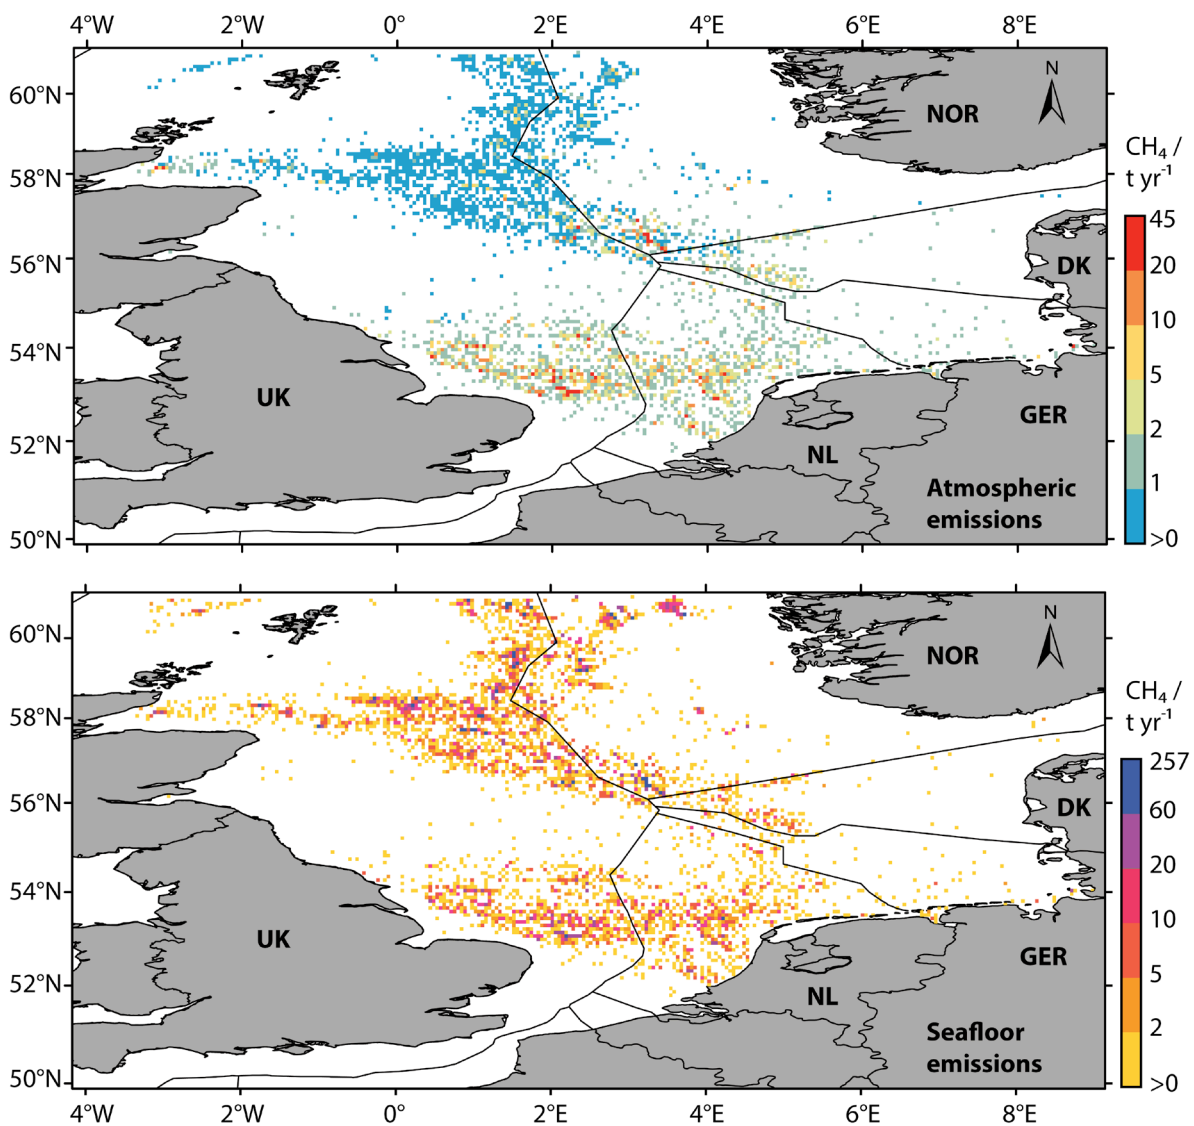 4°W 2°W 0° 2°E 4°E 6°E 8°E
60°N
58°N
56°N
54°N
52°N
50°N
N
NOR
DK
UK
GER
NL
Atmospheric
emissions
CH₄ /
t yr⁻¹
45
20
10
5
2
1
>0
60°N
58°N
56°N
54°N
52°N
50°N
N
NOR
DK
UK
GER
NL
Seafloor
emissions
CH₄ /
t yr⁻¹
257
60
20
10
5
2
>0
4°W 2°W 0° 2°E 4°E 6°E 8°E